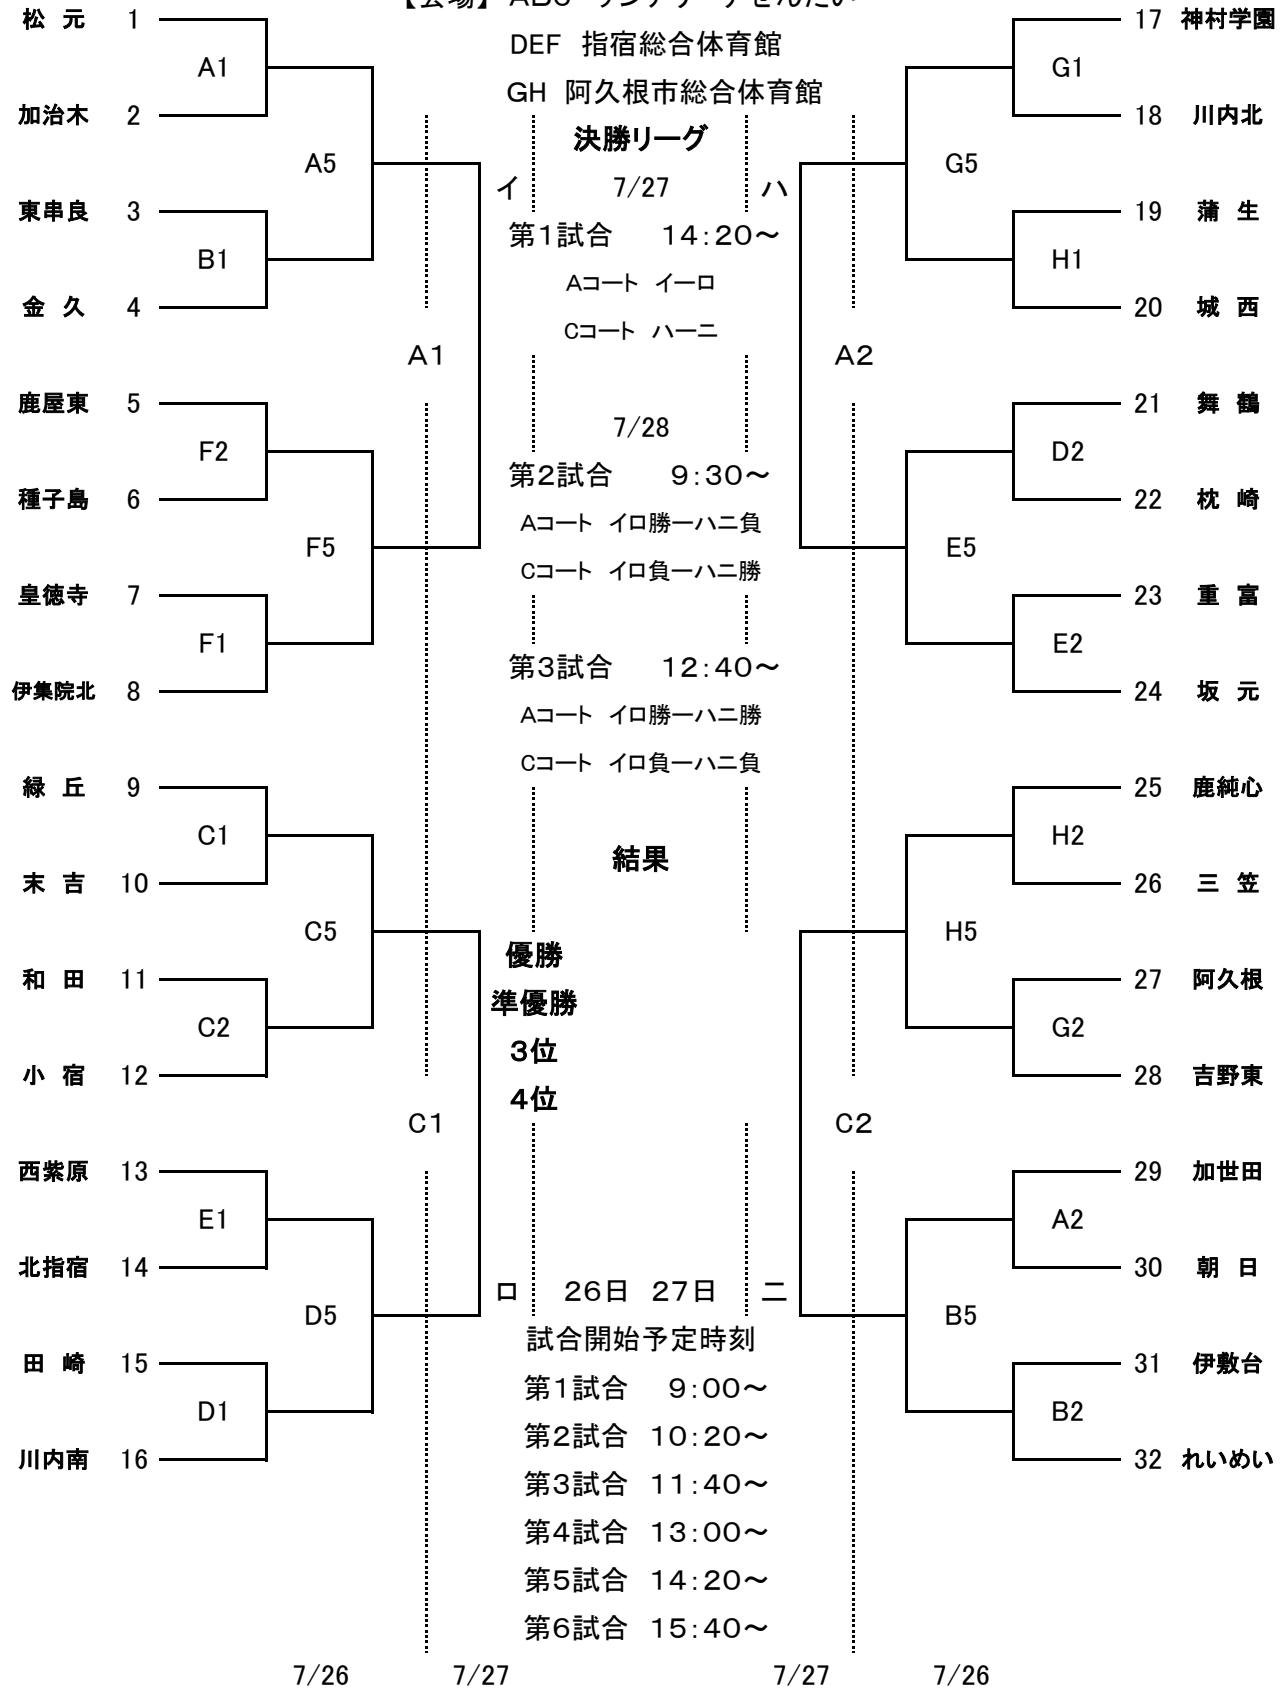 松 元 1
加治木 2
東串良 3
金 久 4
鹿屋東 5
種子島 6
皇徳寺 7
伊集院北 8
緑 丘 9
末 吉 10
和 田 11
小 宿 12
西紫原 13
北指宿 14
田 崎 15
川内南 16
A1
B1
F2
F1
C1
C2
E1
D1
A5
F5
C5
D5
A1
C1
DEF 指宿総合体育館
GH 阿久根市総合体育館
決勝リーグ
イ 7/27 ハ
第1試合 14:20～
Aコート イーロ
Cコート ハーニ
7/28
第2試合 9:30～
Aコート イロ勝ーハニ負
Cコート イロ負ーハニ勝
第3試合 12:40～
Aコート イロ勝ーハニ勝
Cコート イロ負ーハニ負
結果
優勝
準優勝
3位
4位
ロ 26日 27日 ニ
試合開始予定時刻
第1試合 9:00～
第2試合 10:20～
第3試合 11:40～
第4試合 13:00～
第5試合 14:20～
第6試合 15:40～
A2
C2
G5
E5
H5
B5
G1
H1
D2
E2
H2
G2
A2
B2
17 神村学園
18 川内北
19 蒲 生
20 城 西
21 舞 鶴
22 枕 崎
23 重 富
24 坂 元
25 鹿純心
26 三 笠
27 阿久根
28 吉野東
29 加世田
30 朝 日
31 伊敷台
32 れいめい
7/26 7/27 7/27 7/26